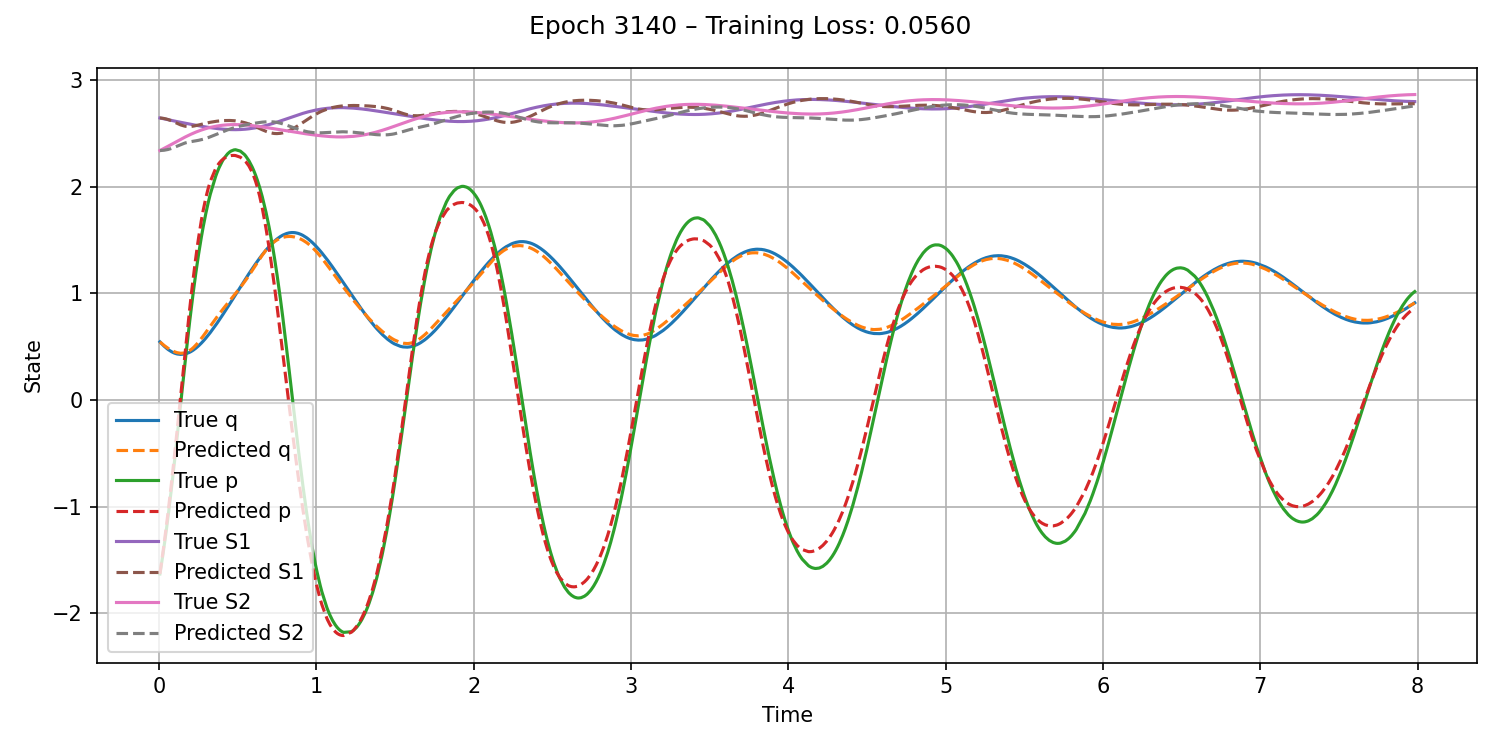 Epoch 3140 – Training Loss: 0.0560
3
2
1
0
−1
−2
State
True q
Predicted q
True p
Predicted p
True S1
Predicted S1
True S2
Predicted S2
0 1 2 3 4 5 6 7 8
Time